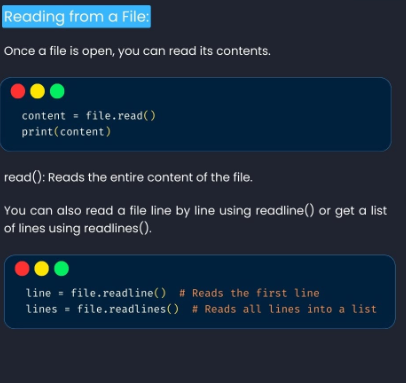 Reading from a File:
Once a file is open, you can read its contents.
content = file.read()
print(content)
read(): Reads the entire content of the file.
You can also read a file line by line using readline() or get a list
of lines using readlines().
line = file.readline()  # Reads the first line
lines = file.readlines()  # Reads all lines into a list